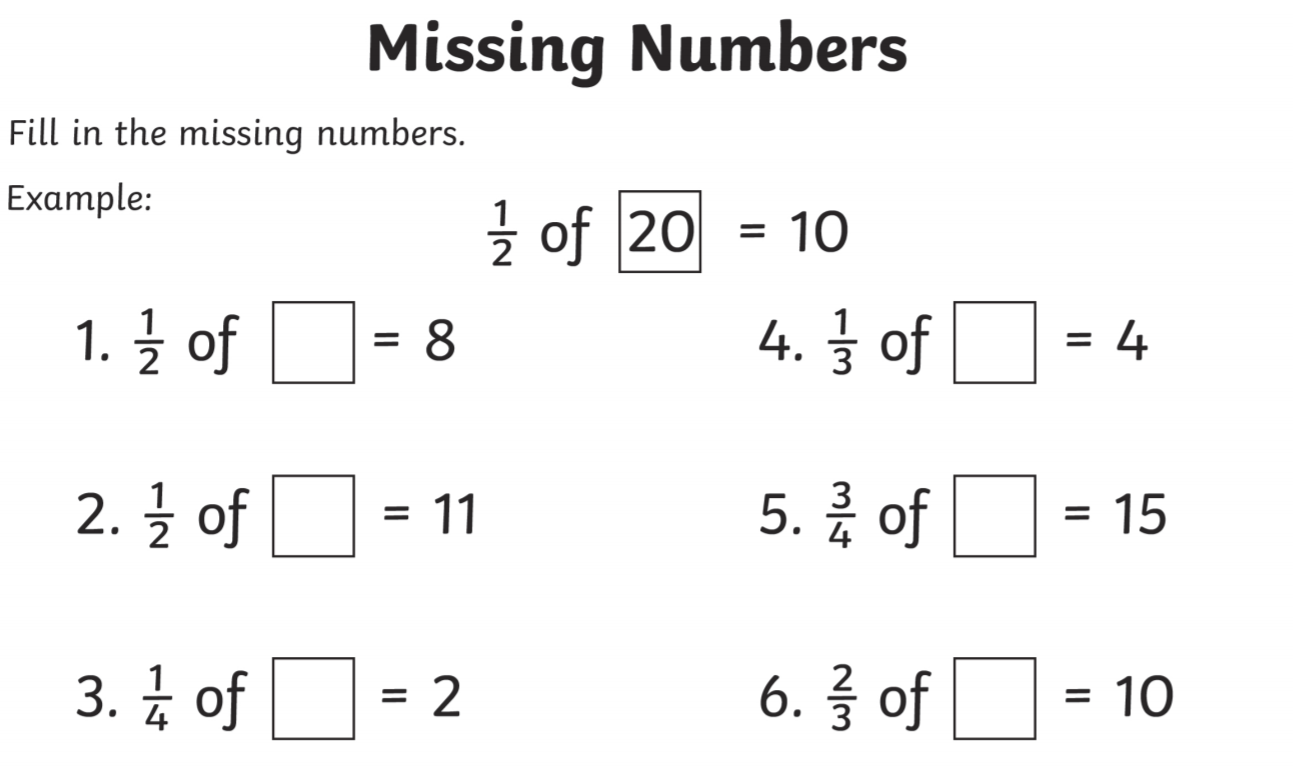 Missing Numbers
Fill in the missing numbers.
Example:
1/2 of 20 = 10
1. 1/2 of = 8
2. 1/2 of = 11
3. 1/4 of = 2
4. 1/3 of = 4
5. 3/4 of = 15
6. 2/3 of = 10